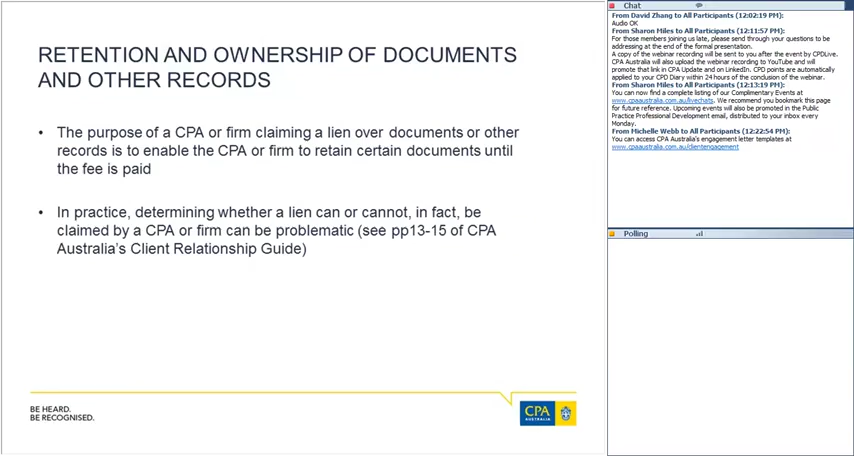 RETENTION AND OWNERSHIP OF DOCUMENTS
AND OTHER RECORDS
• The purpose of a CPA or firm claiming a lien over documents or other
records is to enable the CPA or firm to retain certain documents until
the fee is paid
• In practice, determining whether a lien can or cannot, in fact, be
claimed by a CPA or firm can be problematic (see pp13-15 of CPA
Australia's Client Relationship Guide)
BE HEARD.
BE RECOGNISED.
CPA
AUSTRALIA
Chat
From David Zhang to All Participants (12:02:19 PM):
Audio OK
From Sharon Miles to All Participants (12:11:57 PM):
For those members joining us late, please send through your questions to be
addressing at the end of the formal presentation.
A copy of the webinar recording will be sent to you after the event by CPDLive.
CPA Australia will also upload the webinar recording to YouTube and will
promote that link in CPA Update and on LinkedIn. CPD points are automatically
applied to your CPD Diary within 24 hours of the conclusion of the webinar.
From Sharon Miles to All Participants (12:13:19 PM):
You can now find a complete listing of our Complimentary Events at
www.cpaaustralia.com.au/livechats. We recommend you bookmark this page
for future reference. Upcoming events will also be promoted in the Public
Practice Professional Development email, distributed to your inbox every
Monday.
From Michelle Webb to All Participants (12:22:54 PM):
You can access CPA Australia's engagement letter templates at
www.cpaaustralia.com.au/clientengagement
Polling